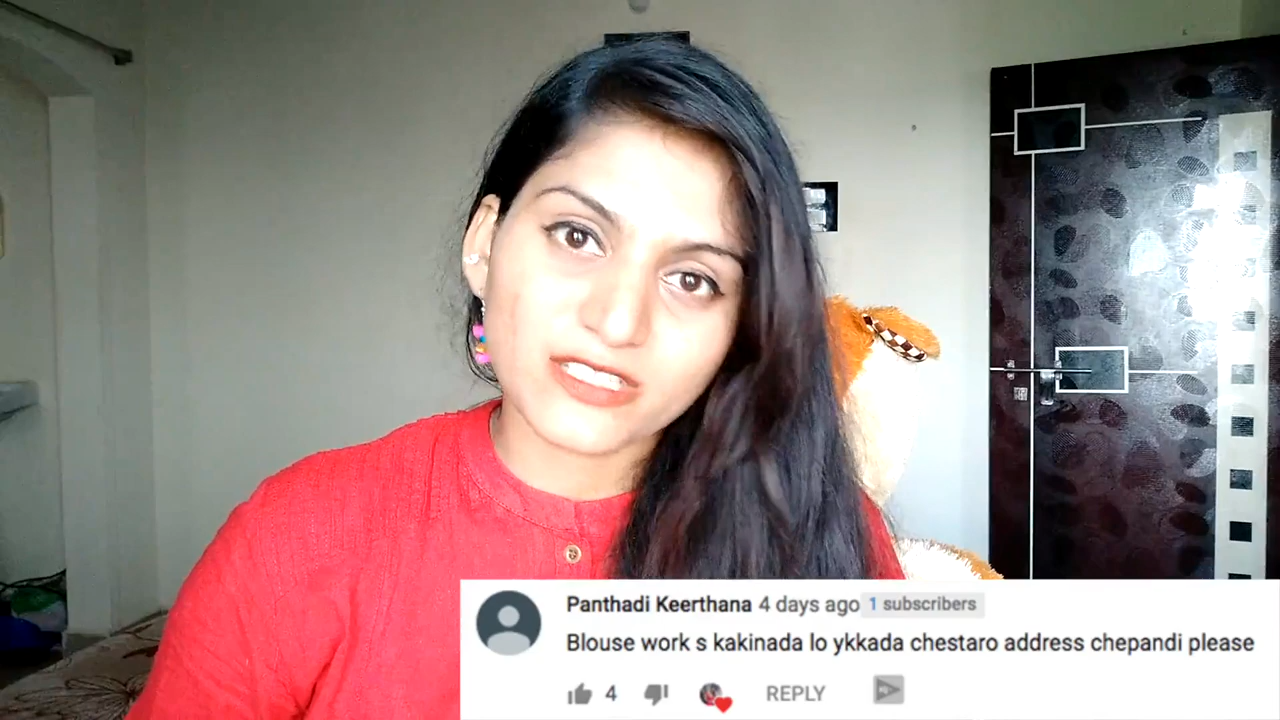 Panthadi Keerthana 4 days ago 1 subscribers
Blouse work s kakinada lo ykkada chestaro address chepandi please
4 REPLY